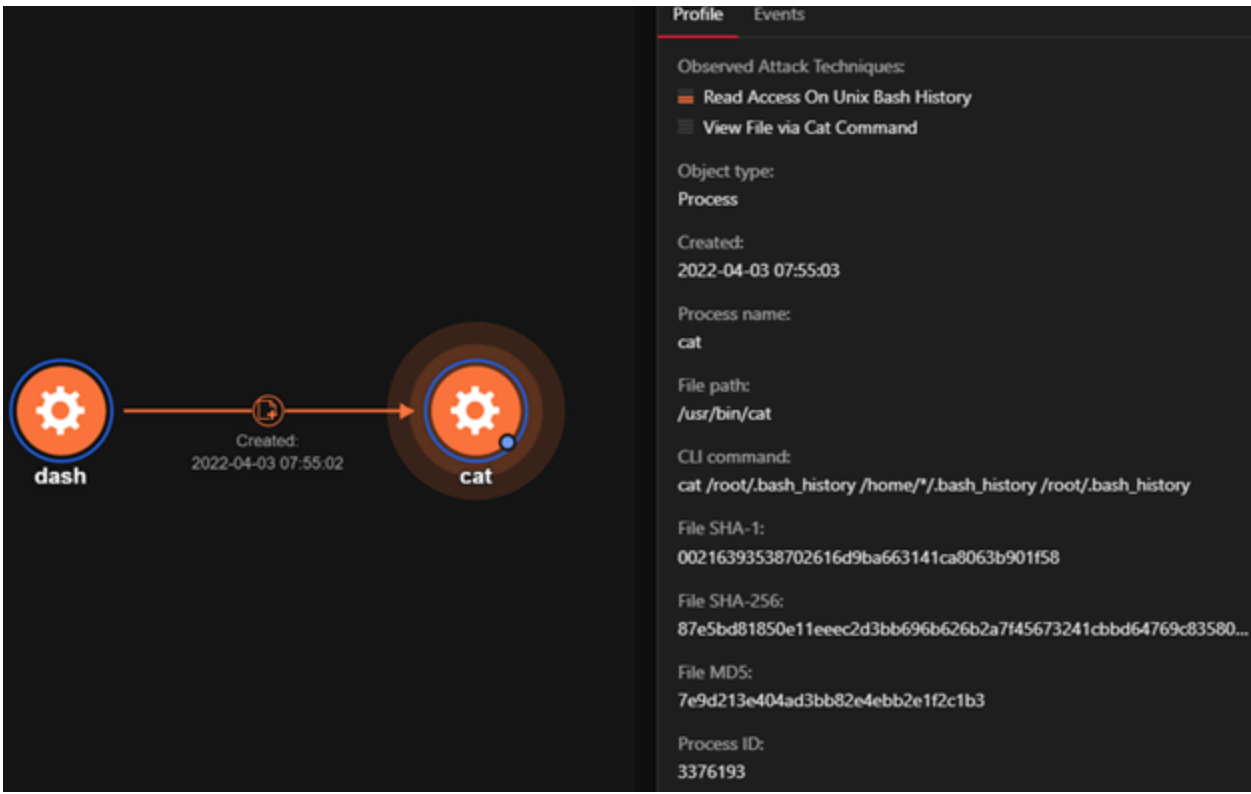 Profile Events
Observed Attack Techniques:
Read Access On Unix Bash History
View File via Cat Command
Object type:
Process
Created:
2022-04-03 07:55:03
Process name:
cat
File path:
/usr/bin/cat
CLI command:
cat /root/.bash_history /home/*/.bash_history /root/.bash_history
File SHA-1:
00216393538702616d9ba663141ca8063b901f58
File SHA-256:
87e5bd81850e11eeec2d3bb696b626b2a7f45673241cbbd64769c83580...
File MD5:
7e9d213e404ad3bb82e4ebb2e1f2c1b3
Process ID:
3376193
Created:
2022-04-03 07:55:02
dash
cat